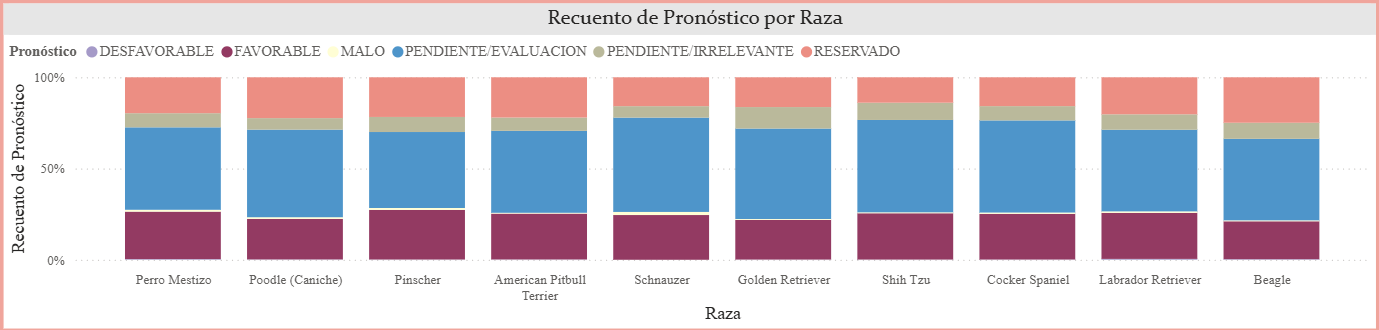 Recuento de Pronóstico por Raza
Pronóstico DESFAVORABLE FAVORABLE MALO PENDIENTE/EVALUACION PENDIENTE/IRRELEVANTE RESERVADO
Recuento de Pronóstico
100%
50%
0%
Perro Mestizo Poodle (Caniche) Pinscher American Pitbull Terrier Schnauzer Golden Retriever Shih Tzu Cocker Spaniel Labrador Retriever Beagle
Raza